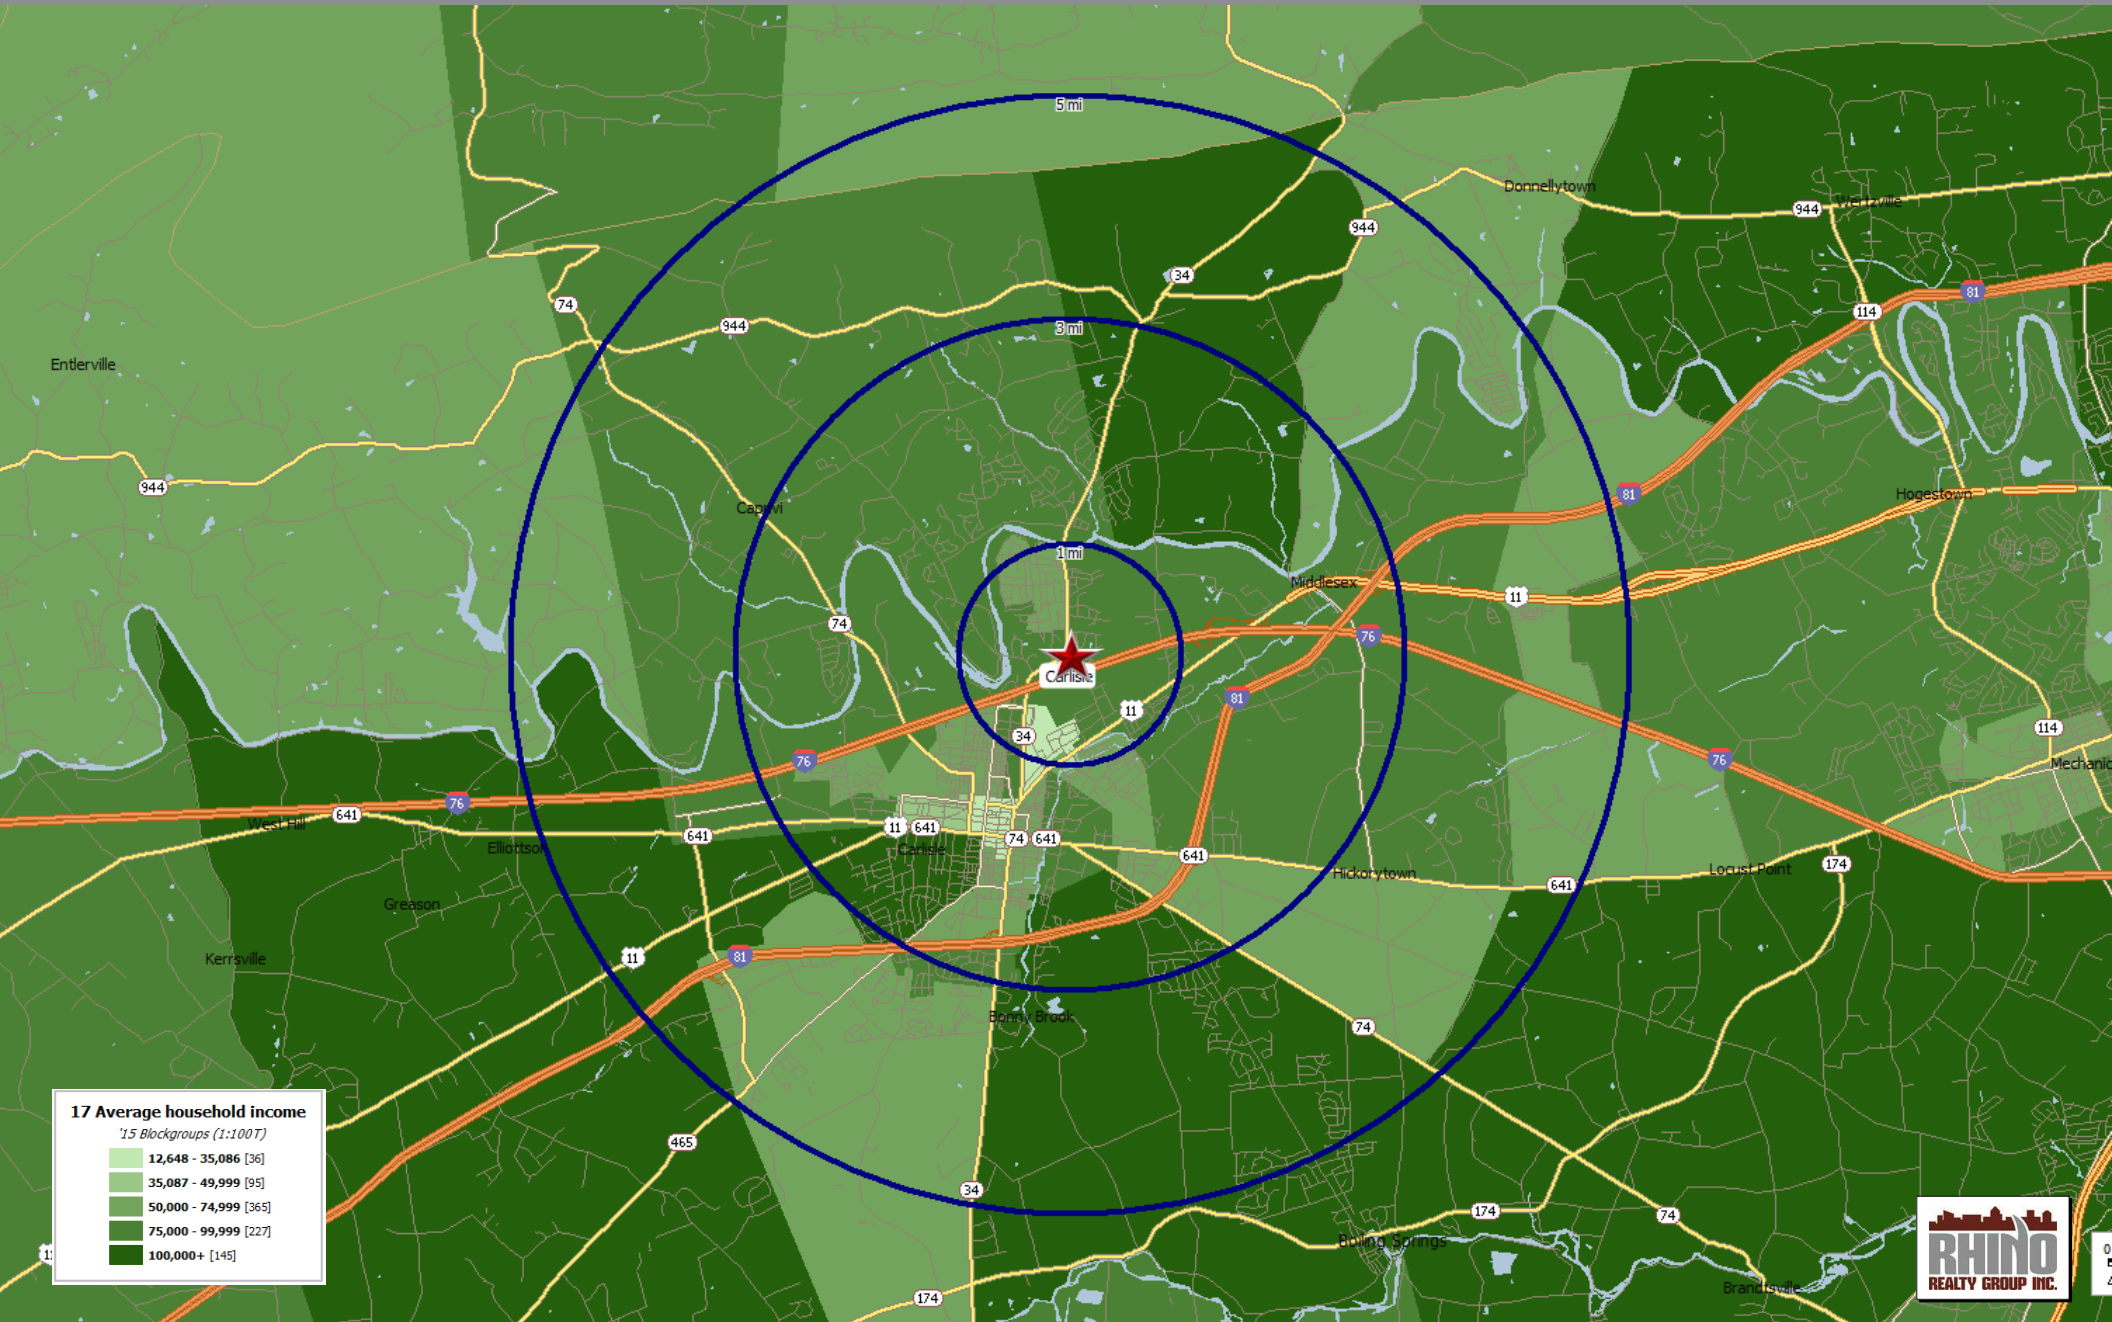 5 mi
Donnellytown
944
Wertzville
944
34
81
74
114
3 mi
944
Entlerville
944
81
Hogestown
Capuvi
1 mi
Middlesex
11
74
76
Carlisle
81
11
34
114
76
76
Mechanic
76
West Hill
641
11
641
641
74
641
Elliottson
Carlisle
641
174
Hickorytown
Locust Point
641
Greason
11
81
Kerrsville
Bonny Brook
74
17 Average household income
'15 Blockgroups (1:100T)
12,648 - 35,086 [36]
35,087 - 49,999 [95]
50,000 - 74,999 [365]
75,000 - 99,999 [227]
100,000+ [145]
465
34
174
74
Boiling Springs
Brandtsville
174
RHINO
REALTY GROUP INC.
0